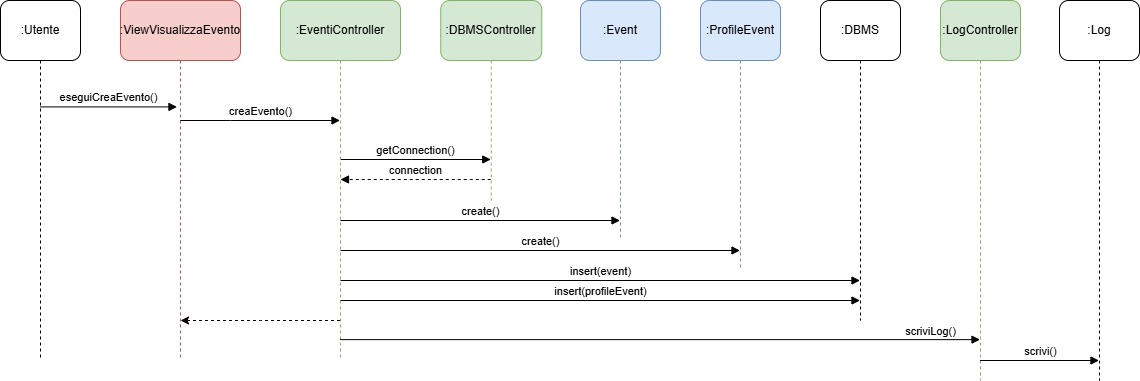 :Utente
:ViewVisualizzaEvento
:EventiController
:DBMSController
:Event
:ProfileEvent
:DBMS
:LogController
:Log
eseguiCreaEvento()
creaEvento()
getConnection()
connection
create()
create()
insert(event)
insert(profileEvent)
scriviLog()
scrivi()